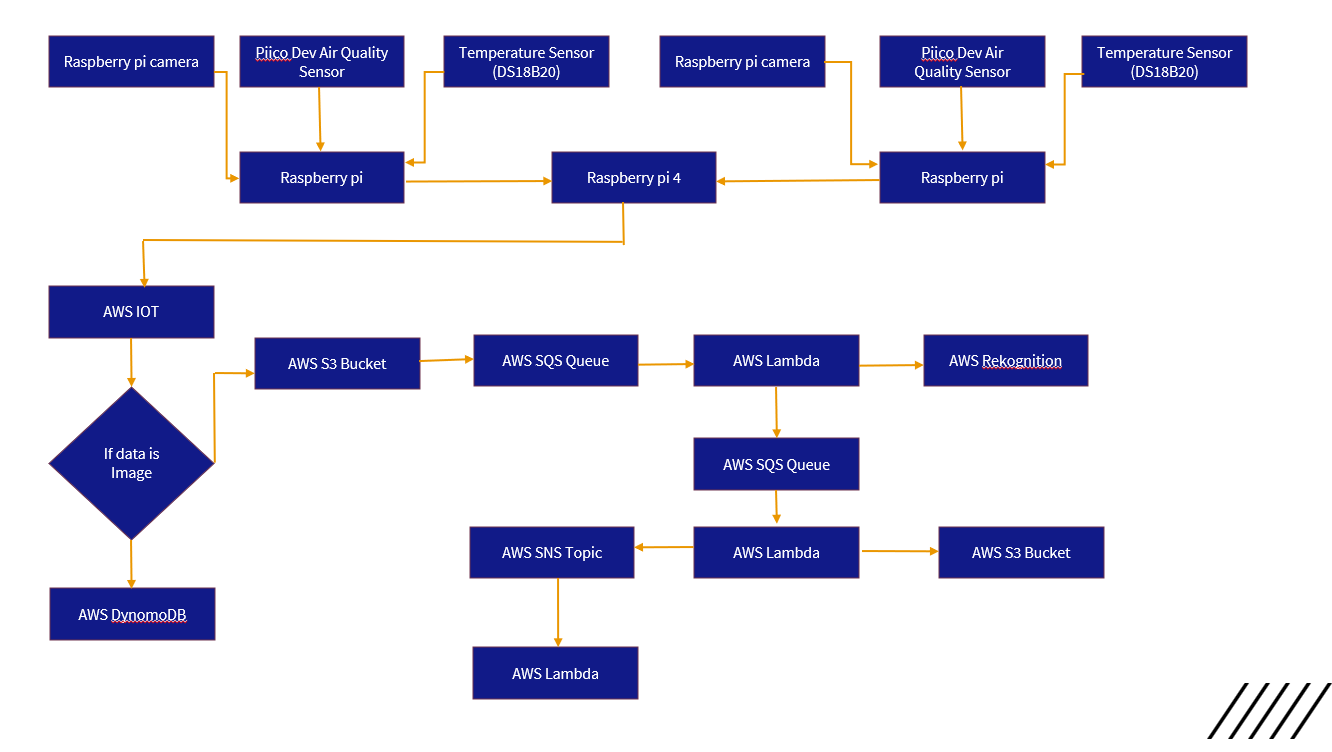 Raspberry pi camera
Piico Dev Air Quality
Sensor
Temperature Sensor
(DS18B20)
Raspberry pi camera
Piico Dev Air
Quality Sensor
Temperature Sensor
(DS18B20)
Raspberry pi
Raspberry pi 4
Raspberry pi
AWS IOT
AWS S3 Bucket
AWS SQS Queue
AWS Lambda
AWS Rekognition
If data is
Image
AWS SQS Queue
AWS SNS Topic
AWS Lambda
AWS S3 Bucket
AWS DynomoDB
AWS Lambda